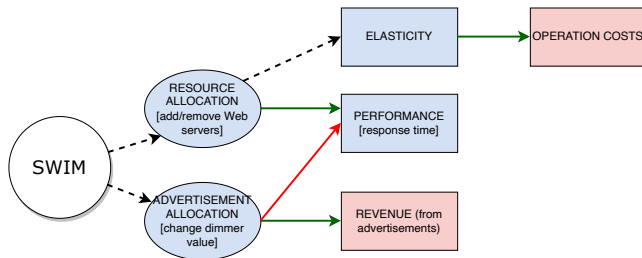 ELASTICITY
OPERATION COSTS
RESOURCE
ALLOCATION
[add/remove Web
servers]
PERFORMANCE
[response time]
SWIM
ADVERTISEMENT
ALLOCATION
[change dimmer
value]
REVENUE (from
advertisements)